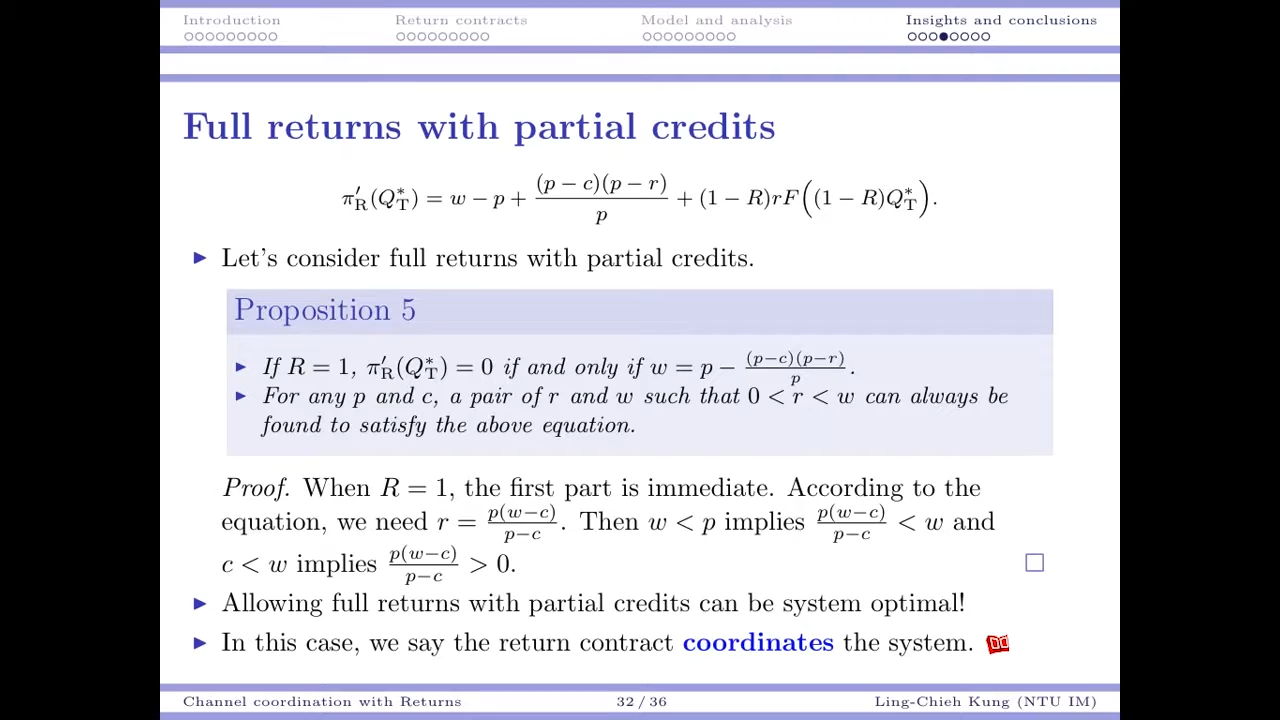 Introduction Return contracts Model and analysis Insights and conclusions
Full returns with partial credits
π′_R(Q*_T) = w − p + (p − c)(p − r)/p + (1 − R)rF((1 − R)Q*_T).
▶ Let's consider full returns with partial credits.
Proposition 5
▶ If R = 1, π′_R(Q*_T) = 0 if and only if w = p − (p−c)(p−r)/p.
▶ For any p and c, a pair of r and w such that 0 < r < w can always be
found to satisfy the above equation.
Proof. When R = 1, the first part is immediate. According to the
equation, we need r = p(w−c)/p−c. Then w < p implies p(w−c)/p−c < w and
c < w implies p(w−c)/p−c > 0. □
▶ Allowing full returns with partial credits can be system optimal!
▶ In this case, we say the return contract coordinates the system.
Channel coordination with Returns 32 / 36 Ling-Chieh Kung (NTU IM)